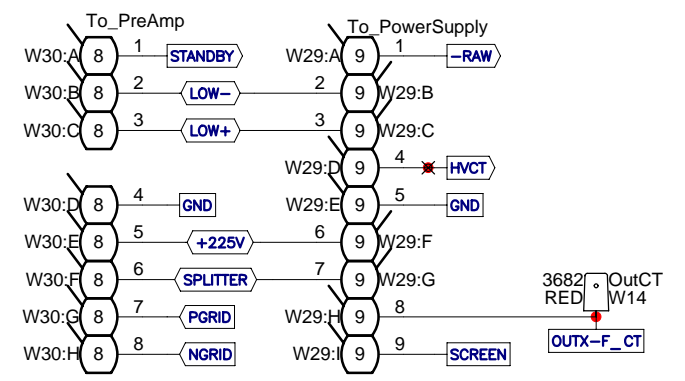 To_PreAmp To_PowerSupply
W30:A 8 1 STANDBY W29:A 9 1 -RAW
W30:B 8 2 LOW- 2 9 W29:B
W30:C 8 3 LOW+ 3 9 W29:C
W29:D 9 4 HVCT
W30:D 8 4 GND W29:E 9 5 GND
W30:E 8 5 +225V 6 9 W29:F
W30:F 8 6 SPLITTER 7 9 W29:G
3682 OutCT
RED W14
W30:G 8 7 PGRID W29:H 9 8
OUTX-F_CT
W30:H 8 8 NGRID W29:I 9 9 SCREEN